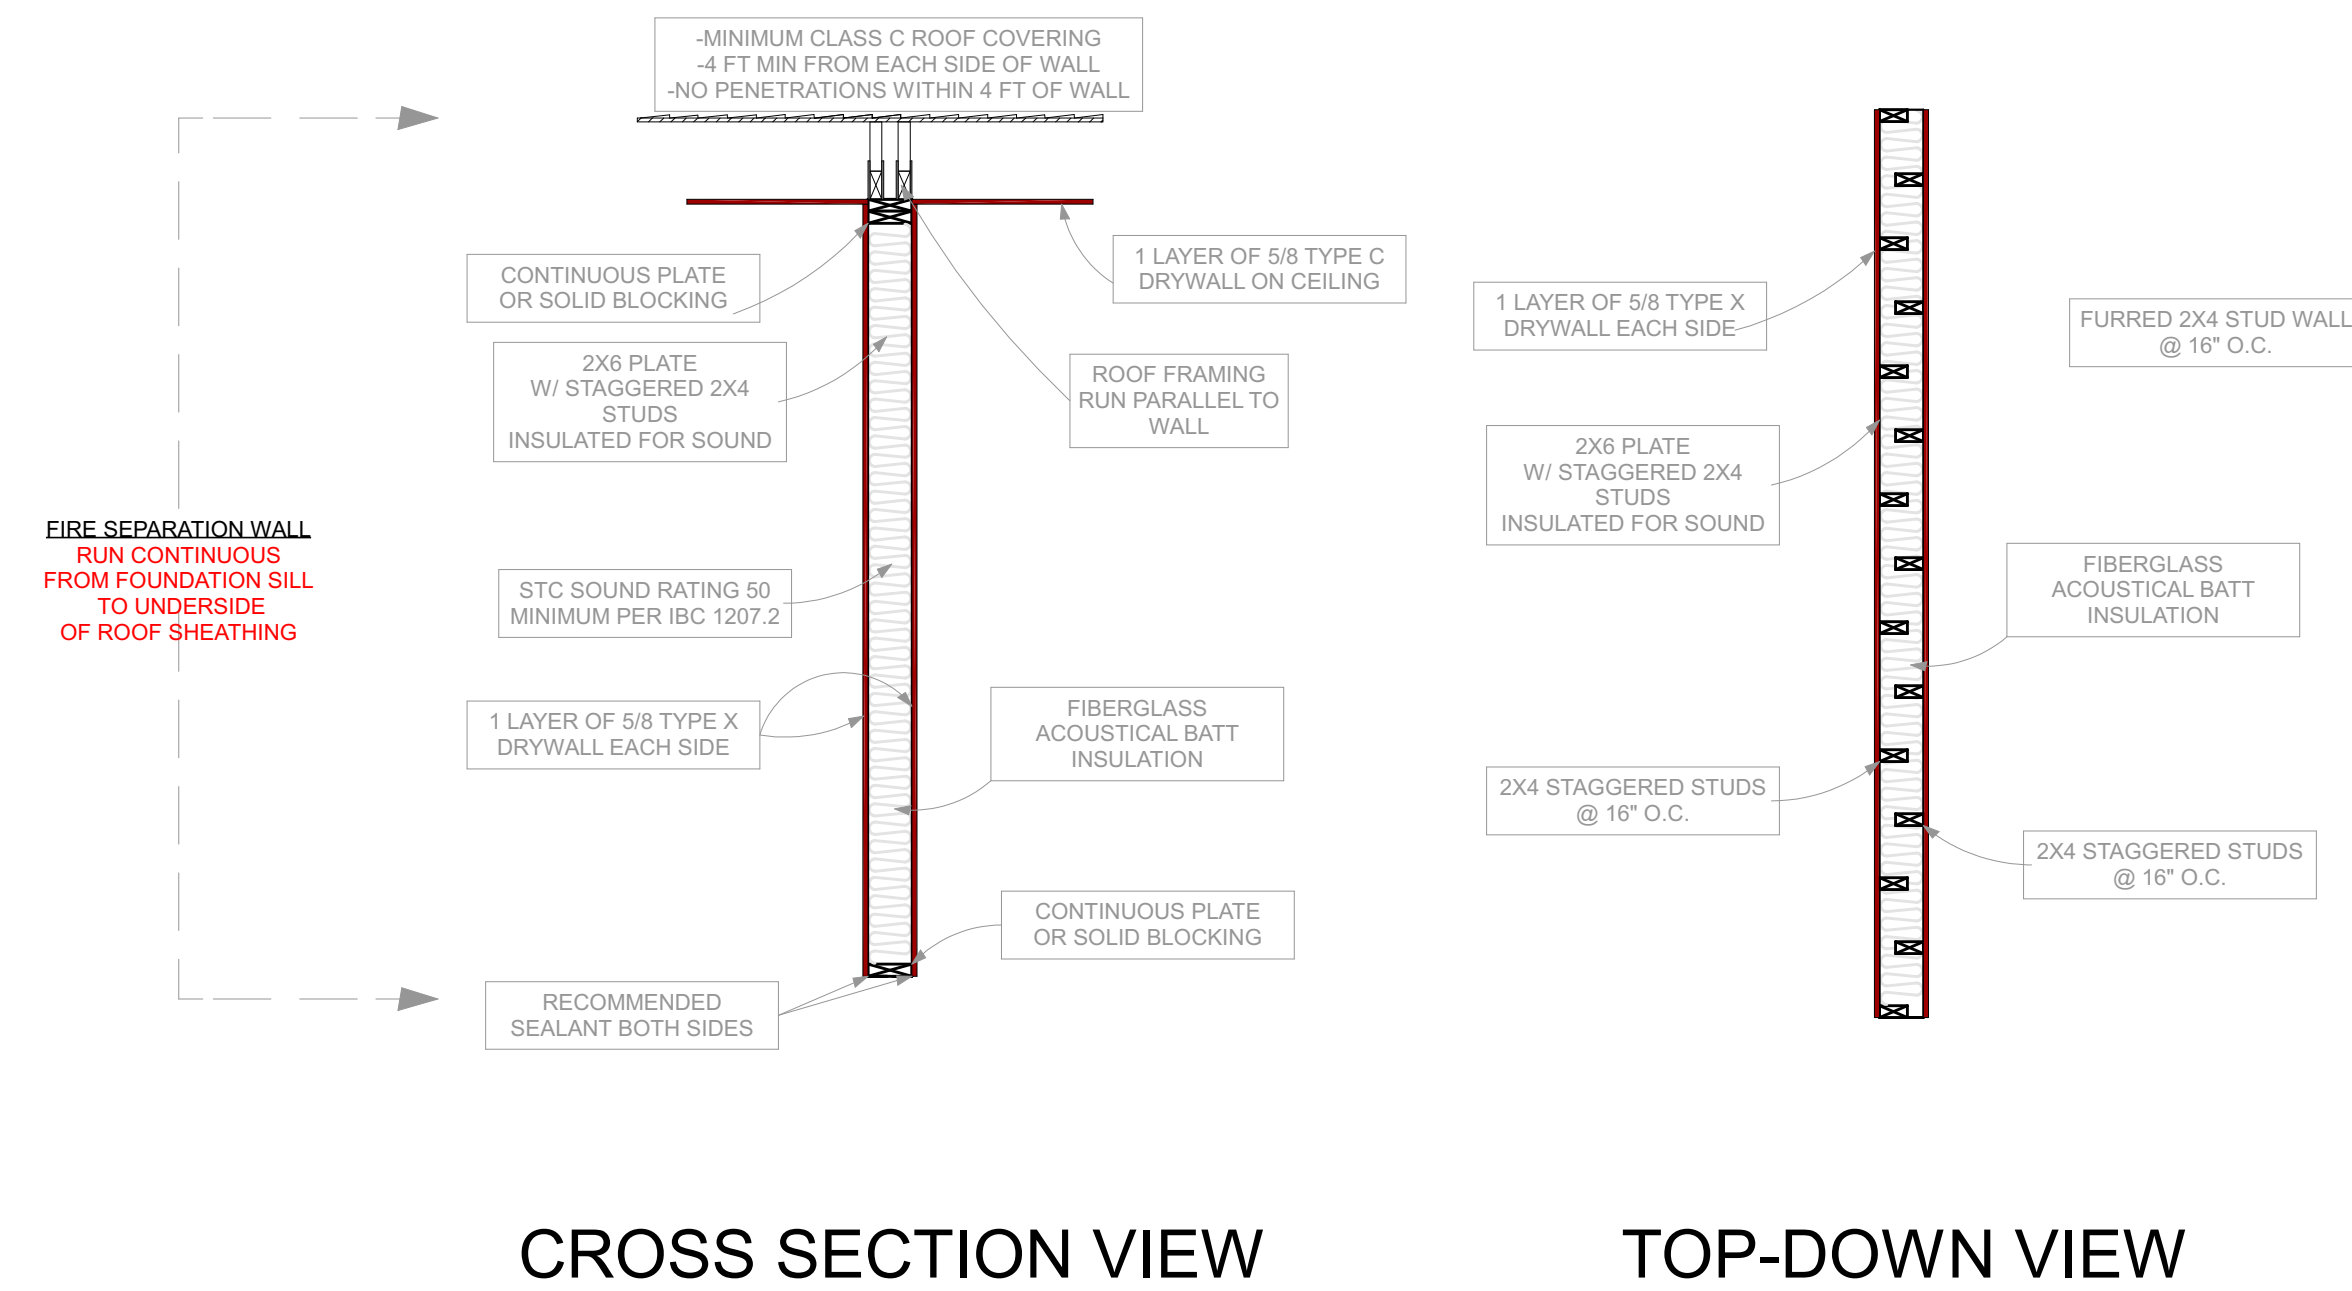 -MINIMUM CLASS C ROOF COVERING
-4 FT MIN FROM EACH SIDE OF WALL
-NO PENETRATIONS WITHIN 4 FT OF WALL
CONTINUOUS PLATE
OR SOLID BLOCKING
1 LAYER OF 5/8 TYPE C
DRYWALL ON CEILING
2X6 PLATE
W/ STAGGERED 2X4
STUDS
INSULATED FOR SOUND
ROOF FRAMING
RUN PARALLEL TO
WALL
FIRE SEPARATION WALL
RUN CONTINUOUS
FROM FOUNDATION SILL
TO UNDERSIDE
OF ROOF SHEATHING
STC SOUND RATING 50
MINIMUM PER IBC 1207.2
1 LAYER OF 5/8 TYPE X
DRYWALL EACH SIDE
FIBERGLASS
ACOUSTICAL BATT
INSULATION
CONTINUOUS PLATE
OR SOLID BLOCKING
RECOMMENDED
SEALANT BOTH SIDES
CROSS SECTION VIEW
1 LAYER OF 5/8 TYPE X
DRYWALL EACH SIDE
FURRED 2X4 STUD WALL
@ 16" O.C.
2X6 PLATE
W/ STAGGERED 2X4
STUDS
INSULATED FOR SOUND
FIBERGLASS
ACOUSTICAL BATT
INSULATION
2X4 STAGGERED STUDS
@ 16" O.C.
2X4 STAGGERED STUDS
@ 16" O.C.
TOP-DOWN VIEW